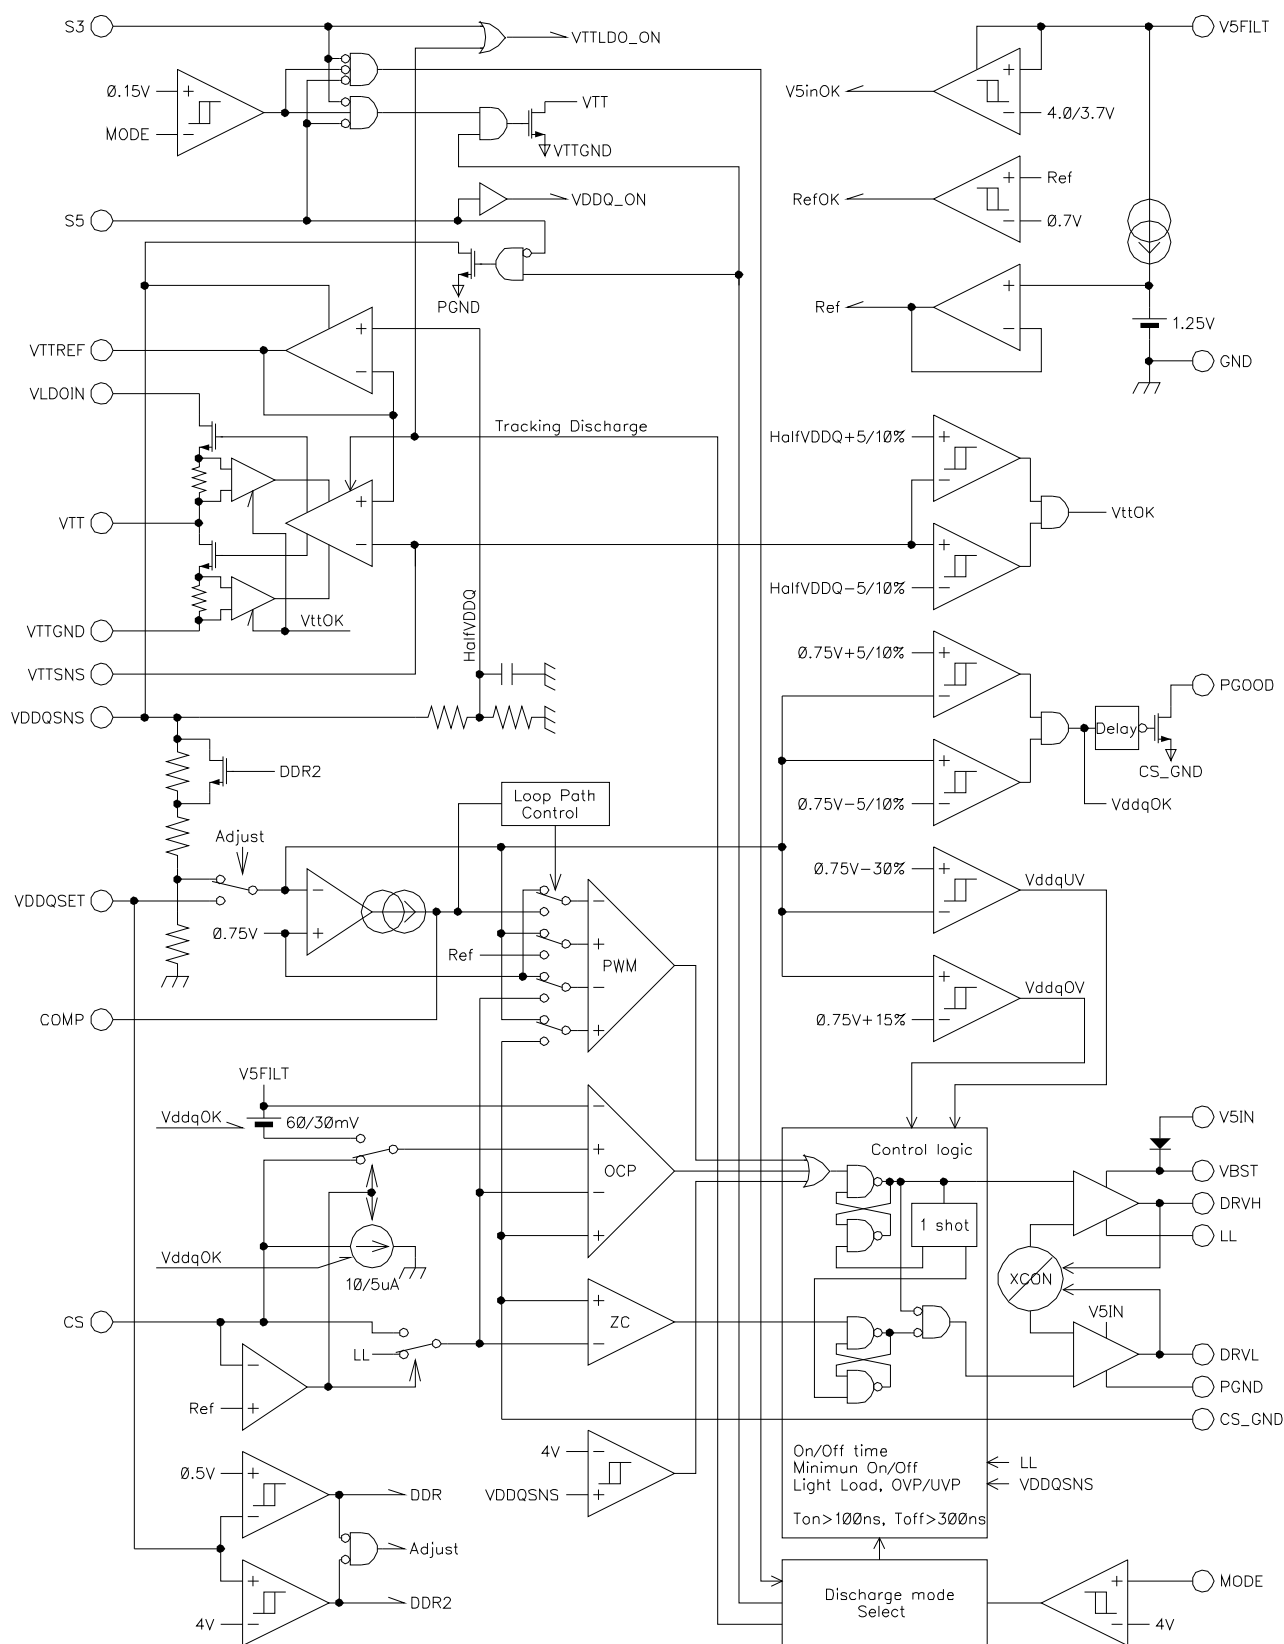 S3
VTTLDO_ON
V5FILT
0.15V
+
MODE
−
VTT
VTTGND
V5inOK
+
−
4.0/3.7V
RefOK
+
Ref
−
0.7V
S5
VDDQ_ON
PGND
Ref
+
−
1.25V
GND
VTTREF
+
−
VLDOIN
Tracking Discharge
HalfVDDQ+5/10%
+
−
VTT
+
−
VttOK
+
HalfVDDQ−5/10%
−
HalfVDDQ
VTTGND
VttOK
VTTSNS
0.75V+5/10%
+
−
PGOOD
VDDQSNS
Delay
CS_GND
DDR2
+
0.75V−5/10%
−
VddqOK
Loop Path
Control
Adjust
0.75V−30%
+
−
VddqUV
VDDQSET
−
0.75V
+
Ref
−
+
PWM
−
+
+
VddqOV
0.75V+15%
−
COMP
V5FILT
VddqOK
60/30mV
−
+
OCP
−
+
V5IN
Control logic
VBST
DRVH
1 shot
LL
VddqOK
10/5uA
XCON
CS
+
ZC
−
V5IN
LL
DRVL
−
Ref
+
PGND
CS_GND
4V
−
VDDQSNS
+
On/Off time
Minimun On/Off
Light Load, OVP/UVP
LL
VDDQSNS
Ton>100ns, Toff>300ns
0.5V
+
−
DDR
Adjust
+
4V
−
DDR2
Discharge mode
Select
+
MODE
−
4V